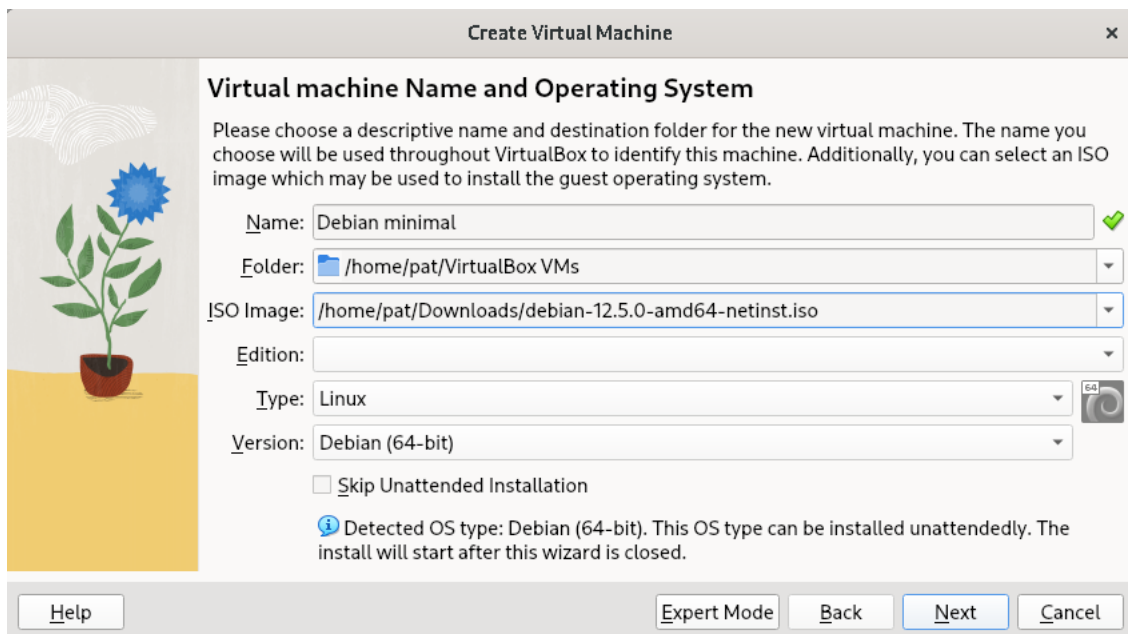 Create Virtual Machine
Virtual machine Name and Operating System
Please choose a descriptive name and destination folder for the new virtual machine. The name you
choose will be used throughout VirtualBox to identify this machine. Additionally, you can select an ISO
image which may be used to install the guest operating system.
Name: Debian minimal
Folder: /home/pat/VirtualBox VMs
ISO Image: /home/pat/Downloads/debian-12.5.0-amd64-netinst.iso
Edition:
Type: Linux
64
Version: Debian (64-bit)
Skip Unattended Installation
Detected OS type: Debian (64-bit). This OS type can be installed unattendedly. The
install will start after this wizard is closed.
Help Expert Mode Back Next Cancel